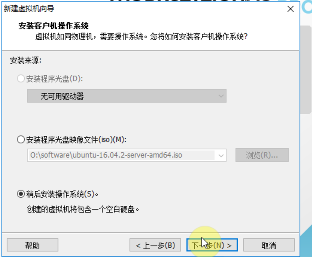 新建虚拟机向导
安装客户机操作系统
虚拟机如同物理机，需要操作系统。您将如何安装客户机操作系统?
安装来源:
安装程序光盘(D):
无可用驱动器
安装程序光盘映像文件(iso)(M):
O:\software\ubuntu-16.04.2-server-amd64.iso
浏览(R)...
稍后安装操作系统(S)。
创建的虚拟机将包含一个空白硬盘。
帮助
< 上一步(B)
下一步(N) >
取消